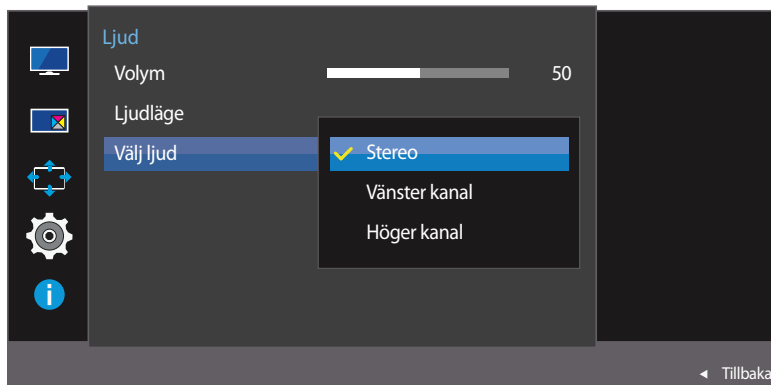 Ljud
Volym 50
Ljudläge
Välj ljud
Stereo
Vänster kanal
Höger kanal
Tillbaka